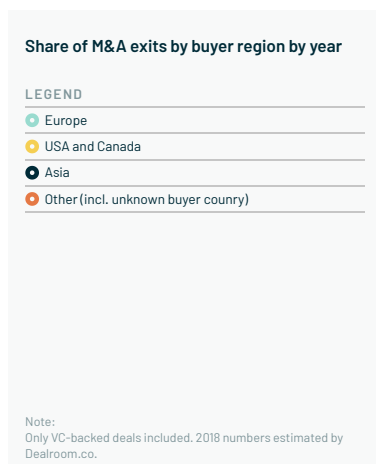 Share of M&A exits by buyer region by year
LEGEND
Europe
USA and Canada
Asia
Other (incl. unknown buyer counry)
Note:
Only VC-backed deals included. 2018 numbers estimated by
Dealroom.co.